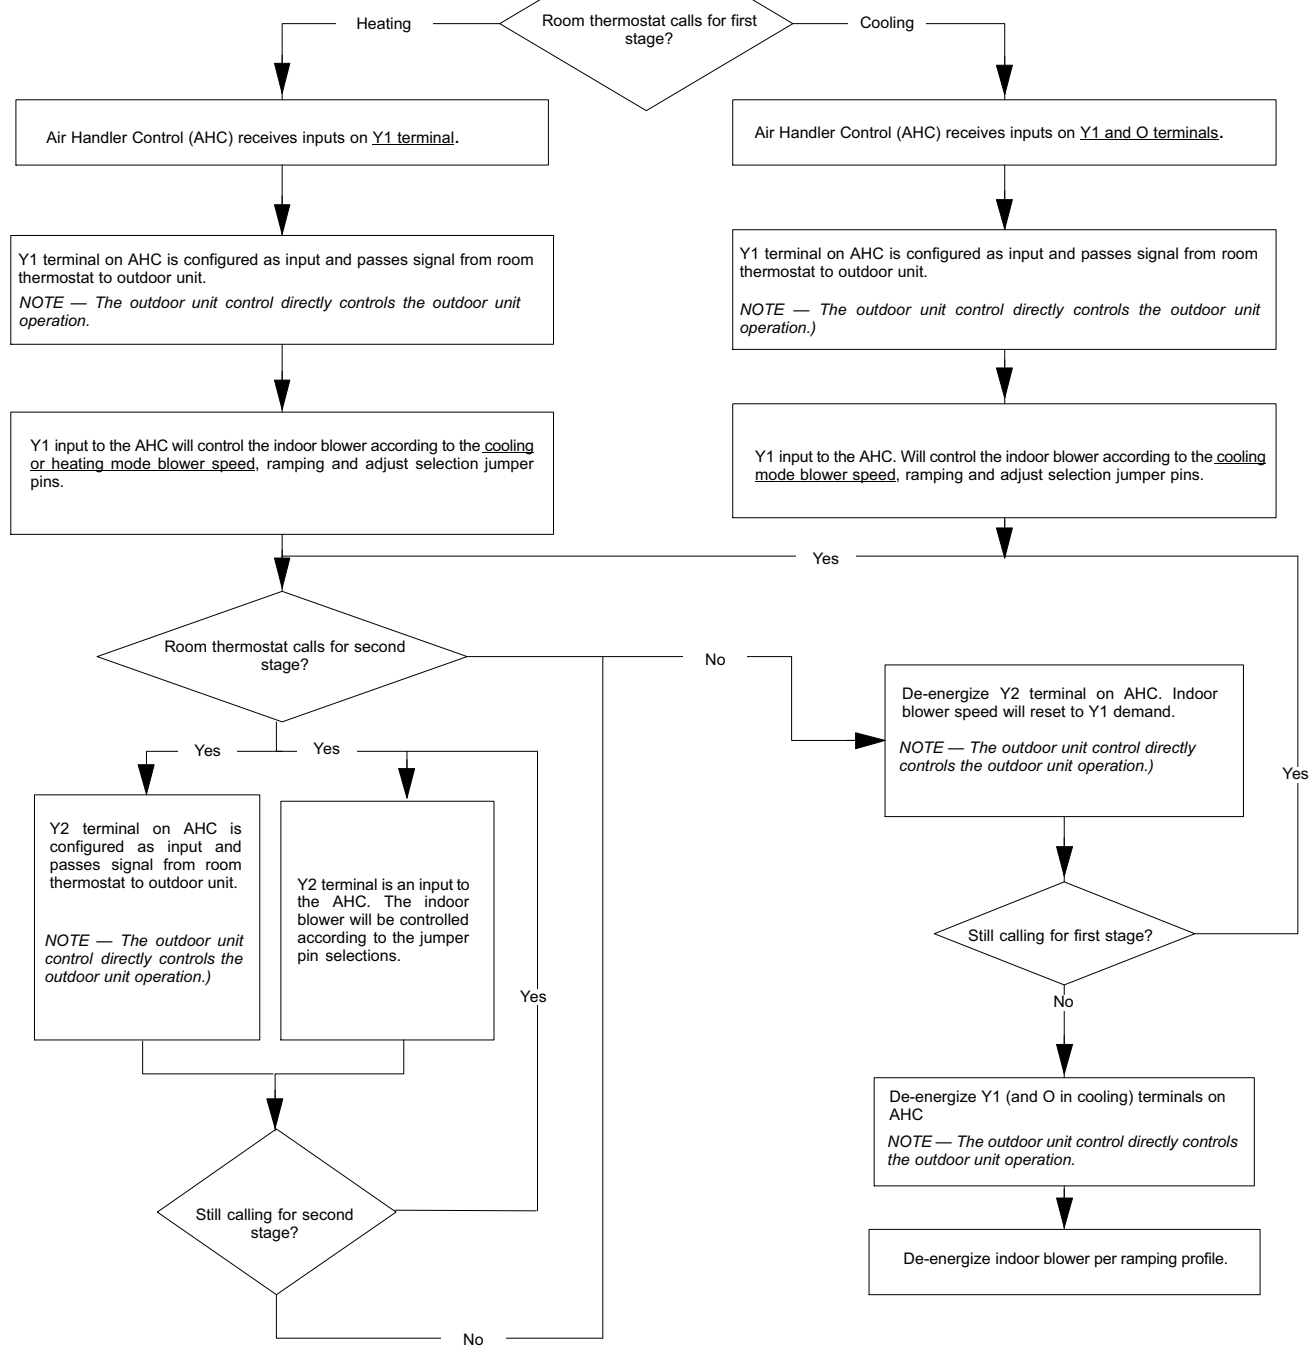 Heating
Room thermostat calls for first
stage?
Cooling
Air Handler Control (AHC) receives inputs on Y1 terminal.
Air Handler Control (AHC) receives inputs on Y1 and O terminals.
Y1 terminal on AHC is configured as input and passes signal from room
thermostat to outdoor unit.
NOTE — The outdoor unit control directly controls the outdoor unit
operation.
Y1 terminal on AHC is configured as input and passes signal from room
thermostat to outdoor unit.
NOTE — The outdoor unit control directly controls the outdoor unit
operation.)
Y1 input to the AHC will control the indoor blower according to the cooling
or heating mode blower speed, ramping and adjust selection jumper
pins.
Y1 input to the AHC. Will control the indoor blower according to the cooling
mode blower speed, ramping and adjust selection jumper pins.
Yes
Room thermostat calls for second
stage?
No
De-energize Y2 terminal on AHC. Indoor
blower speed will reset to Y1 demand.
NOTE — The outdoor unit control directly
controls the outdoor unit operation.)
Yes
Yes
Yes
Y2 terminal on AHC is
configured as input and
passes signal from room
thermostat to outdoor unit.
NOTE — The outdoor unit
control directly controls the
outdoor unit operation.)
Y2 terminal is an input to
the AHC. The indoor
blower will be controlled
according to the jumper
pin selections.
Yes
Still calling for first stage?
No
De-energize Y1 (and O in cooling) terminals on
AHC
NOTE — The outdoor unit control directly controls
the outdoor unit operation.
Still calling for second
stage?
De-energize indoor blower per ramping profile.
No